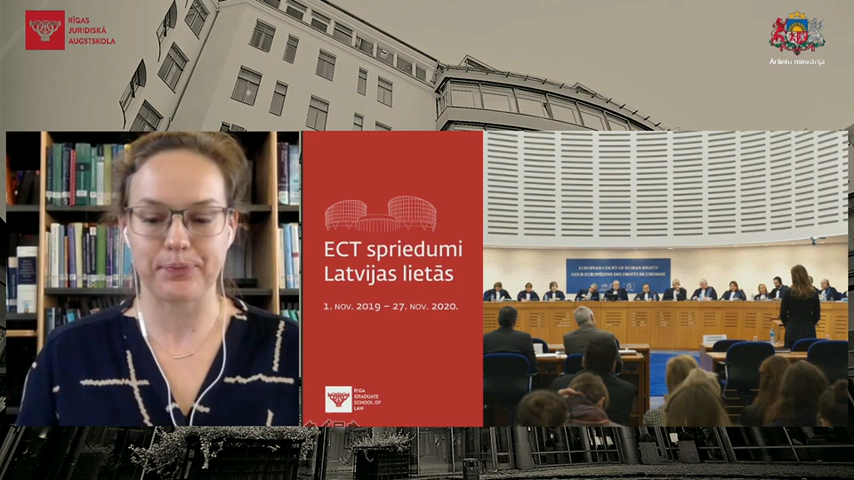 RĪGAS
JURIDISKĀ
AUGSTSKOLA
Ārlietu ministrija
ECT spriedumi
Latvijas lietās
1. NOV. 2019 – 27. NOV. 2020.
RIGA
GRADUATE
SCHOOL OF
LAW
EUROPEAN COURT OF HUMAN RIGHTS
COUR EUROPÉENNE DES DROITS DE L'HOMME